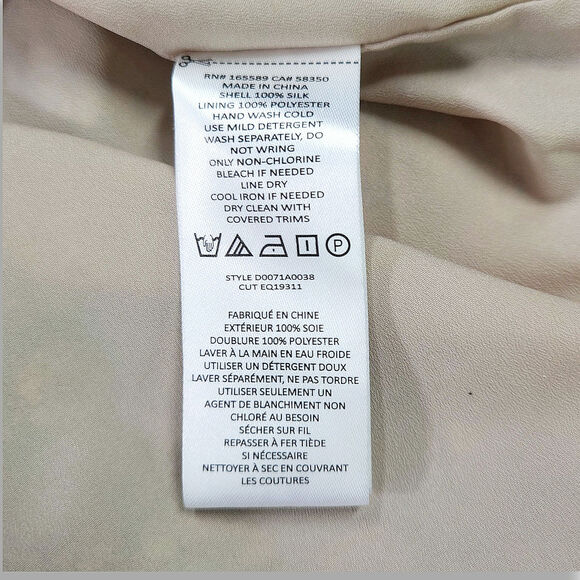 RN# 165589 CA# 58350
MADE IN CHINA
SHELL 100% SILK
LINING 100% POLYESTER
HAND WASH COLD
USE MILD DETERGENT
WASH SEPARATELY, DO
NOT WRING
ONLY NON-CHLORINE
BLEACH IF NEEDED
LINE DRY
COOL IRON IF NEEDED
DRY CLEAN WITH
COVERED TRIMS
P
STYLE D0071A0038
CUT EQ19311
FABRIQUÉ EN CHINE
EXTÉRIEUR 100% SOIE
DOUBLURE 100% POLYESTER
LAVER À LA MAIN EN EAU FROIDE
UTILISER UN DÉTERGENT DOUX
LAVER SÉPARÉMENT, NE PAS TORDRE
UTILISER SEULEMENT UN
AGENT DE BLANCHIMENT NON
CHLORÉ AU BESOIN
SÉCHER SUR FIL
REPASSER À FER TIÈDE
SI NÉCESSAIRE
NETTOYER À SEC EN COUVRANT
LES COUTURES